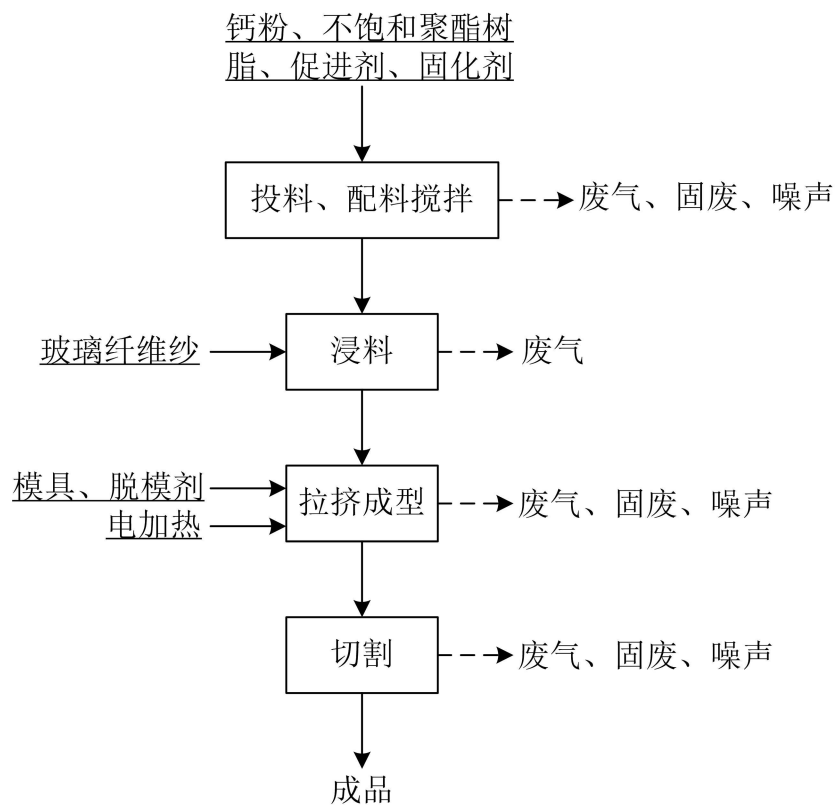 钙粉、不饱和聚酯树
脂、促进剂、固化剂
投料、配料搅拌
废气、固废、噪声
玻璃纤维纱
浸料
废气
模具、脱模剂
电加热
拉挤成型
废气、固废、噪声
切割
废气、固废、噪声
成品